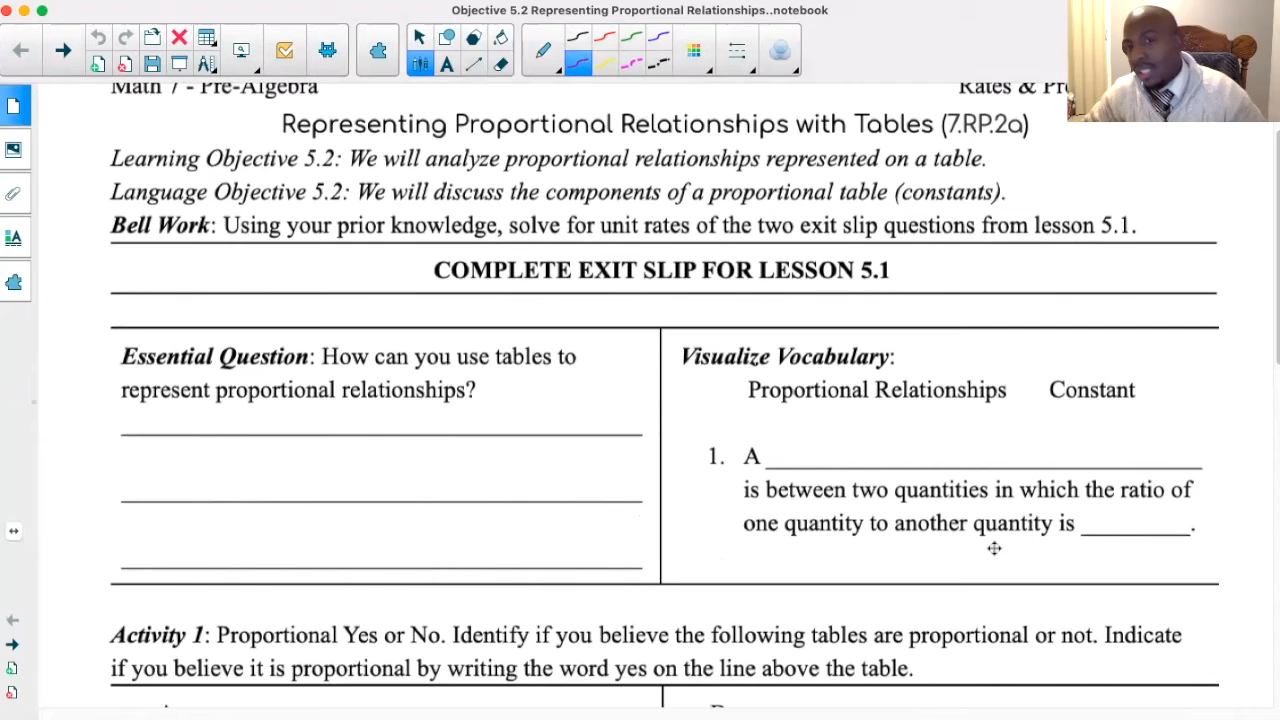 Objective 5.2 Representing Proportional Relationships..notebook
Math 7 - Pre-Algebra
Rates &
Representing Proportional Relationships with Tables (7.RP.2a)
Learning Objective 5.2: We will analyze proportional relationships represented on a table.
Language Objective 5.2: We will discuss the components of a proportional table (constants).
Bell Work: Using your prior knowledge, solve for unit rates of the two exit slip questions from lesson 5.1.
COMPLETE EXIT SLIP FOR LESSON 5.1
Essential Question: How can you use tables to
represent proportional relationships?
Visualize Vocabulary:
Proportional Relationships Constant
1. A ____
is between two quantities in which the ratio of
one quantity to another quantity is ____.
Activity 1: Proportional Yes or No. Identify if you believe the following tables are proportional or not. Indicate
if you believe it is proportional by writing the word yes on the line above the table.